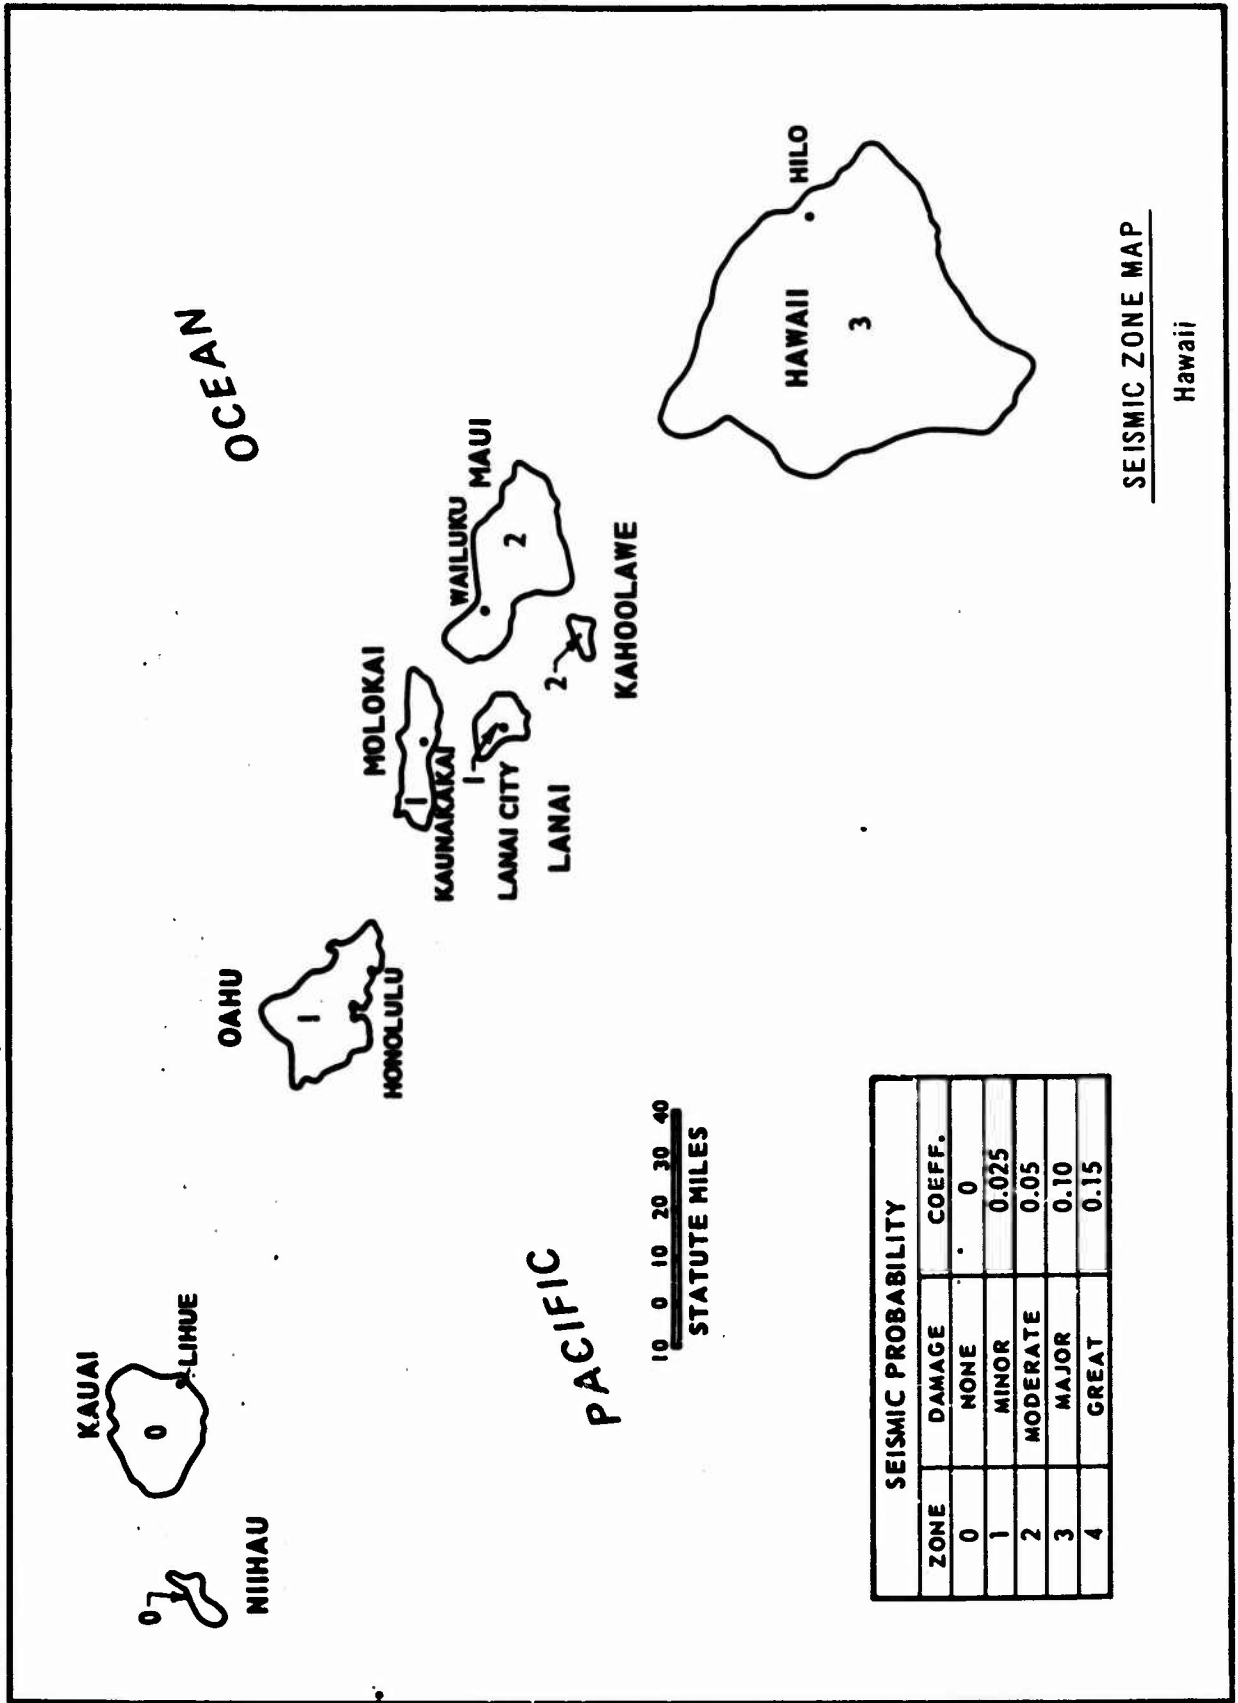 KAUAI
0
LIHUE
0
NIIHAU
OAHU
1
HONOLULU
OCEAN
MOLOKAI
1
KAUNAKAKAI
1
LANAI CITY
LANAI
WAILUKU
MAUI
2
2
KAHOOLAWE
HILO
HAWAII
3
PACIFIC
10 0 10 20 30 40
STATUTE MILES
SEISMIC PROBABILITY
ZONE DAMAGE COEFF.
0 NONE 0
1 MINOR 0.025
2 MODERATE 0.05
3 MAJOR 0.10
4 GREAT 0.15
SEISMIC ZONE MAP
Hawaii